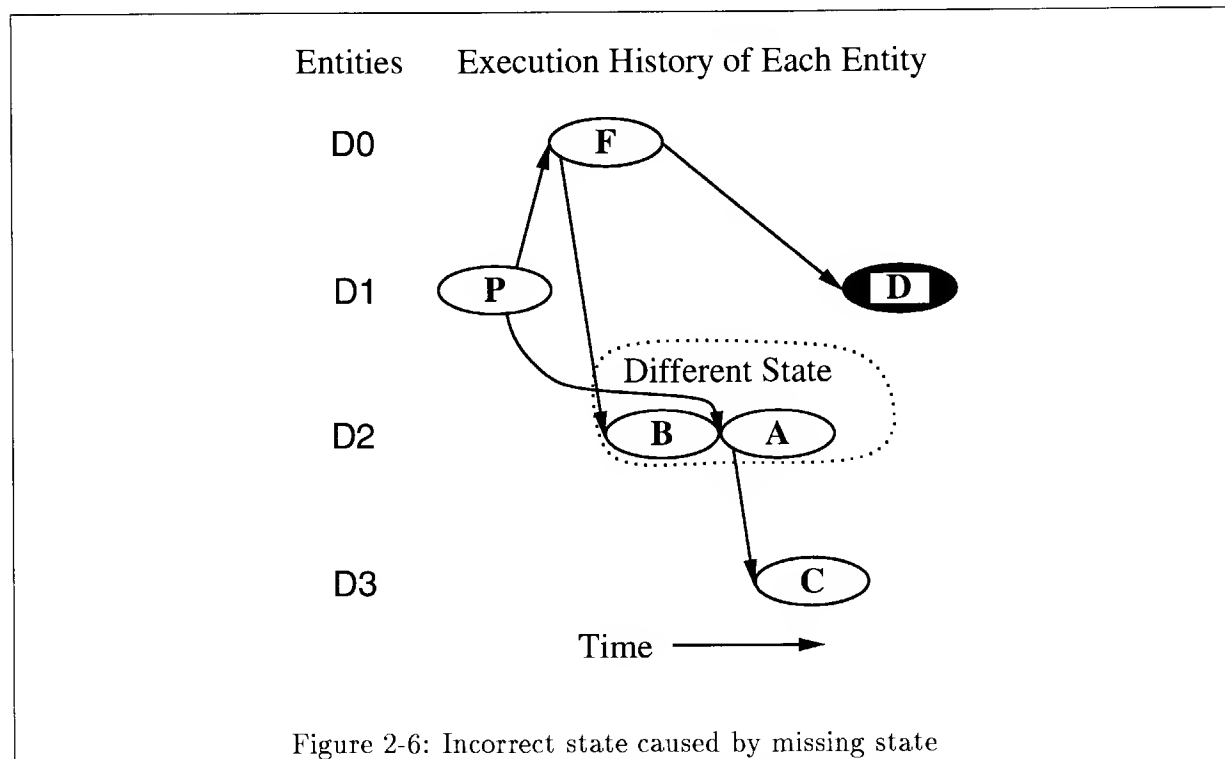 Entities Execution History of Each Entity
D0 F
D1 P D
Different State
D2 B A
D3 C
Time
Figure 2-6: Incorrect state caused by missing state